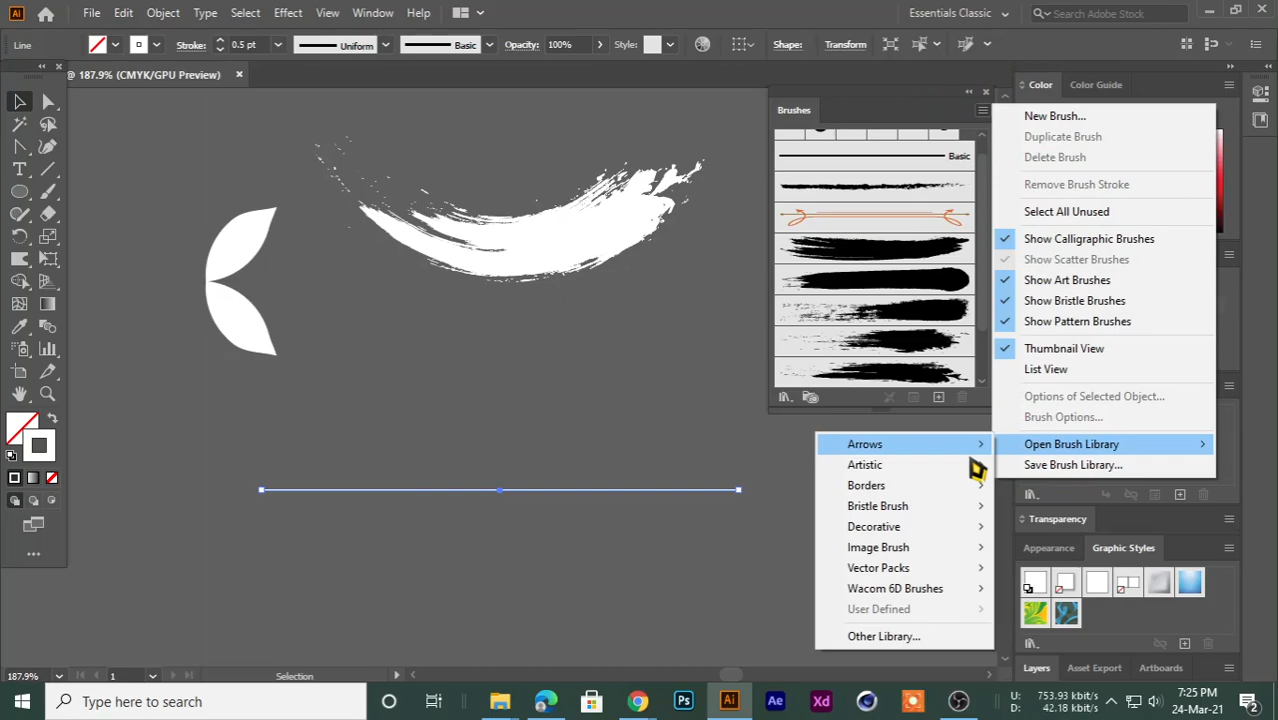 Ai File Edit Object Type Select Effect View Window Help Essentials Classic Search Adobe Stock
Line Stroke: 0.5 pt Uniform Basic Opacity: 100% Style: Shape: Transform
@ 187.9% (CMYK/GPU Preview)
Brushes
Basic
Color Color Guide
New Brush...
Duplicate Brush
Delete Brush
Remove Brush Stroke
Select All Unused
Show Calligraphic Brushes
Show Scatter Brushes
Show Art Brushes
Show Bristle Brushes
Show Pattern Brushes
Thumbnail View
List View
Options of Selected Object...
Brush Options...
Open Brush Library
Save Brush Library...
Arrows
Artistic
Borders
Bristle Brush
Decorative
Image Brush
Vector Packs
Wacom 6D Brushes
User Defined
Other Library...
Transparency
Appearance Graphic Styles
Layers Asset Export Artboards
187.9% 1 Selection
Type here to search
Ps Ai Ae Xd
U: 753.93 kbit/s
D: 42.18 kbit/s
7:25 PM
24-Mar-21
2